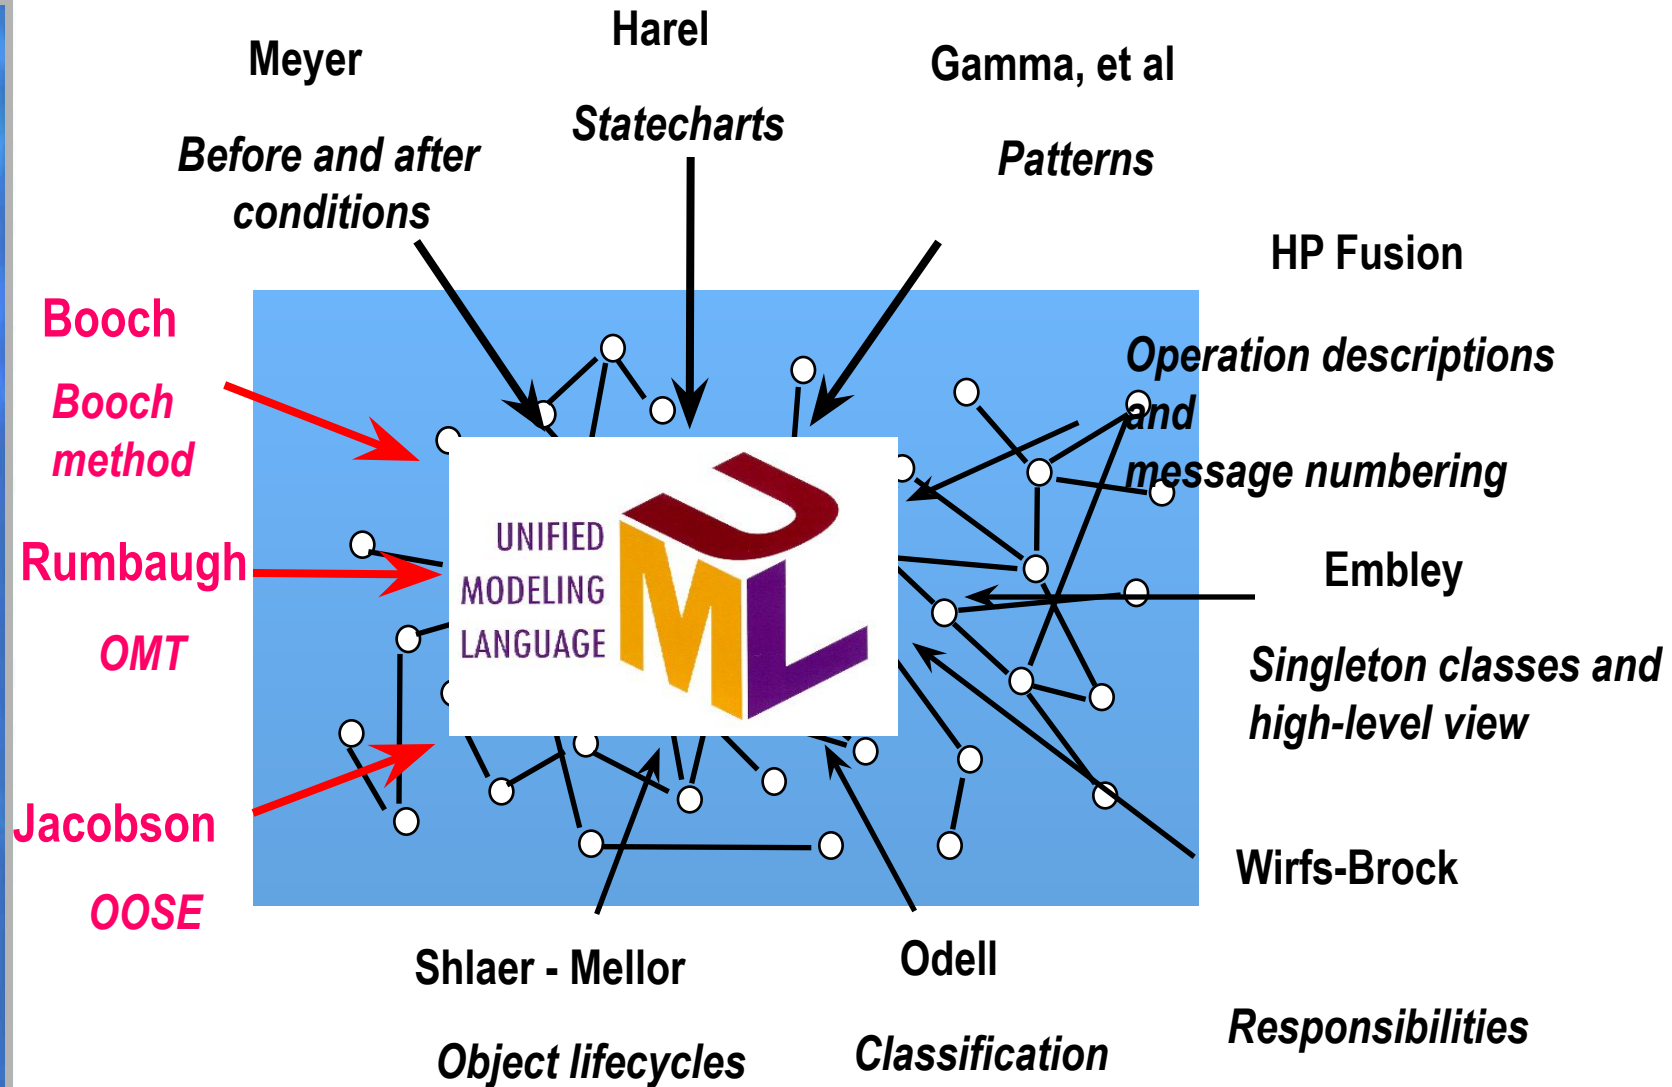 Harel
Meyer
Gamma, et al
Statecharts
Before and after
conditions
Patterns
HP Fusion
Booch
Operation descriptions
and
message numbering
Booch
method
UNIFIED
MODELING
LANGUAGE
UML
Rumbaugh
OMT
Embley
Singleton classes and
high-level view
Jacobson
OOSE
Wirfs-Brock
Responsibilities
Shlaer - Mellor
Object lifecycles
Odell
Classification